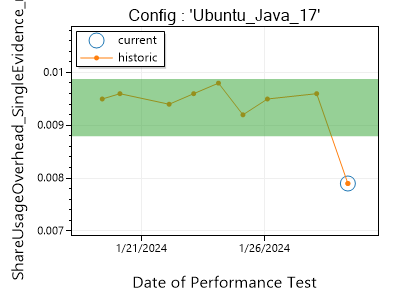 Config : 'Ubuntu_Java_17'
current
historic
ShareUsageOverhead_SingleEvidence_
0.01
0.009
0.008
0.007
1/21/2024
1/26/2024
Date of Performance Test